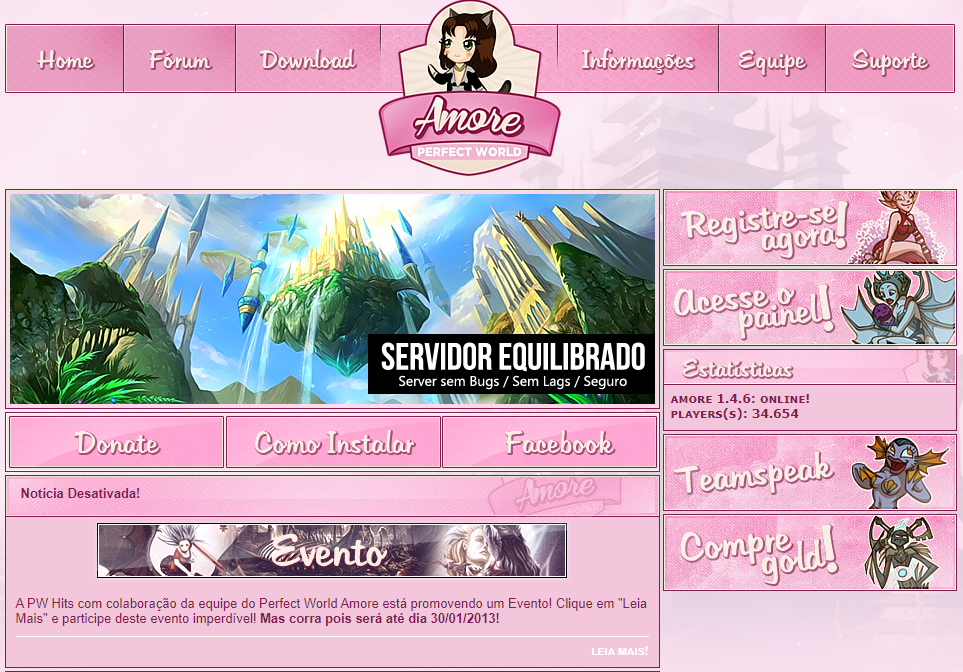 Home
Fórum
Download
Informações
Equipe
Suporte
Amore
PERFECT WORLD
SERVIDOR EQUILIBRADO
Server sem Bugs / Sem Lags / Seguro
Registre-se
agora!
Acesse o
painel!
Estatísticas
AMORE 1.4.6: ONLINE!
PLAYERS(S): 34.654
Donate
Como Instalar
Facebook
Teamspeak
Compre
gold!
Notícia Desativada!
Amore
Evento
A PW Hits com colaboração da equipe do Perfect World Amore está promovendo um Evento! Clique em "Leia
Mais" e participe deste evento imperdível! Mas corra pois será até dia 30/01/2013!
LEIA MAIS!